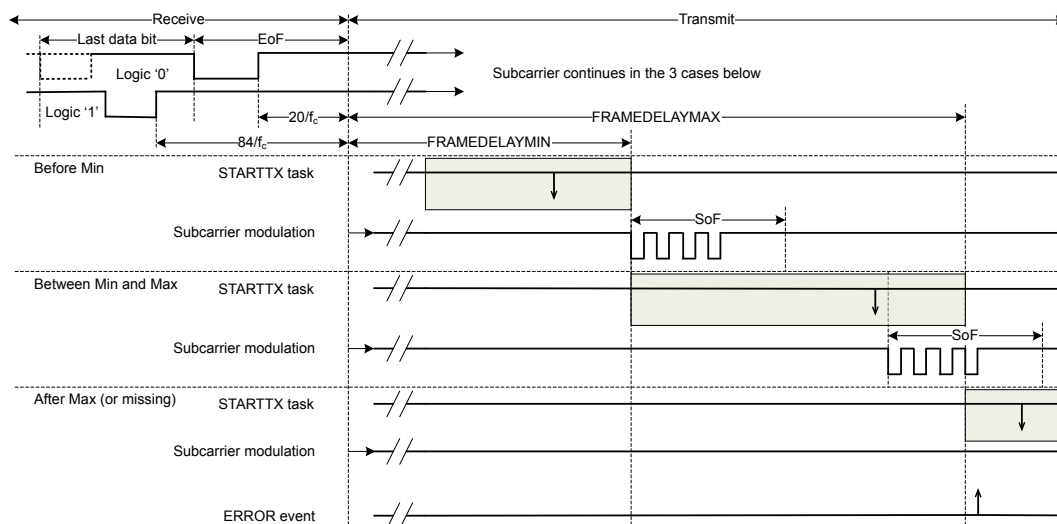 Receive
Transmit
Last data bit
EoF
Logic ‘0’
Subcarrier continues in the 3 cases below
Logic ‘1’
20/fc
FRAMEDELAYMAX
84/fc
FRAMEDELAYMIN
Before Min
STARTTX task
SoF
Subcarrier modulation
Between Min and Max
STARTTX task
SoF
Subcarrier modulation
After Max (or missing)
STARTTX task
Subcarrier modulation
ERROR event